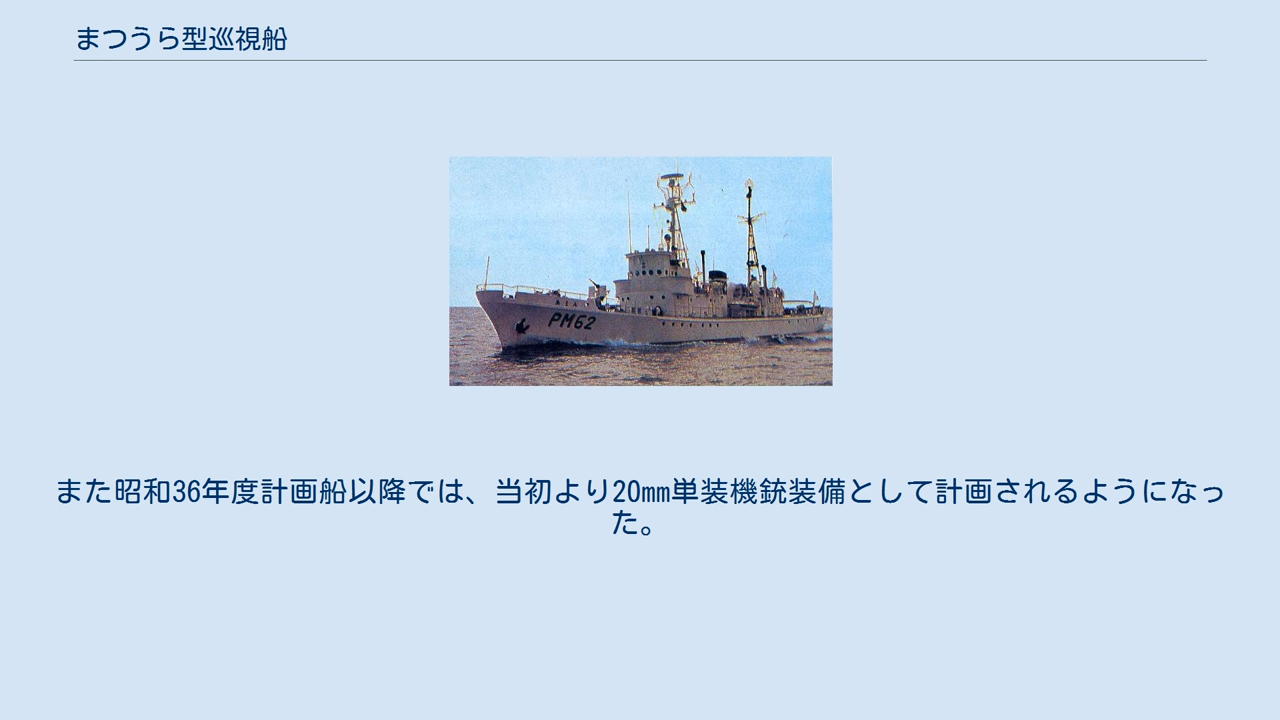 まつうら型巡視船
PM62
また昭和36年度計画船以降では、当初より20mm単装機銃装備として計画されるようになっ
た。